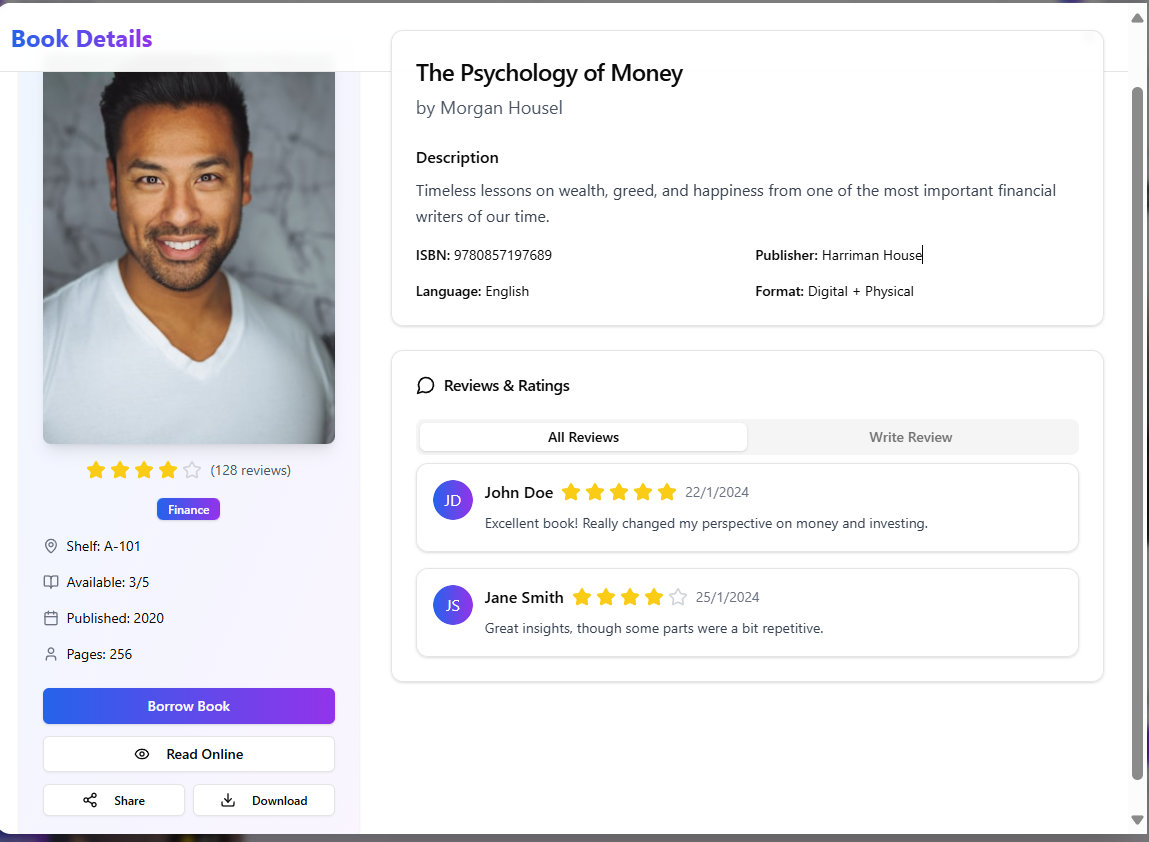 Book Details
The Psychology of Money
by Morgan Housel
Description
Timeless lessons on wealth, greed, and happiness from one of the most important financial
writers of our time.
ISBN: 9780857197689
Publisher: Harriman House
Language: English
Format: Digital + Physical
(128 reviews)
Finance
Shelf: A-101
Available: 3/5
Published: 2020
Pages: 256
Borrow Book
Read Online
Share
Download
Reviews & Ratings
All Reviews
Write Review
JD
John Doe 22/1/2024
Excellent book! Really changed my perspective on money and investing.
JS
Jane Smith 25/1/2024
Great insights, though some parts were a bit repetitive.